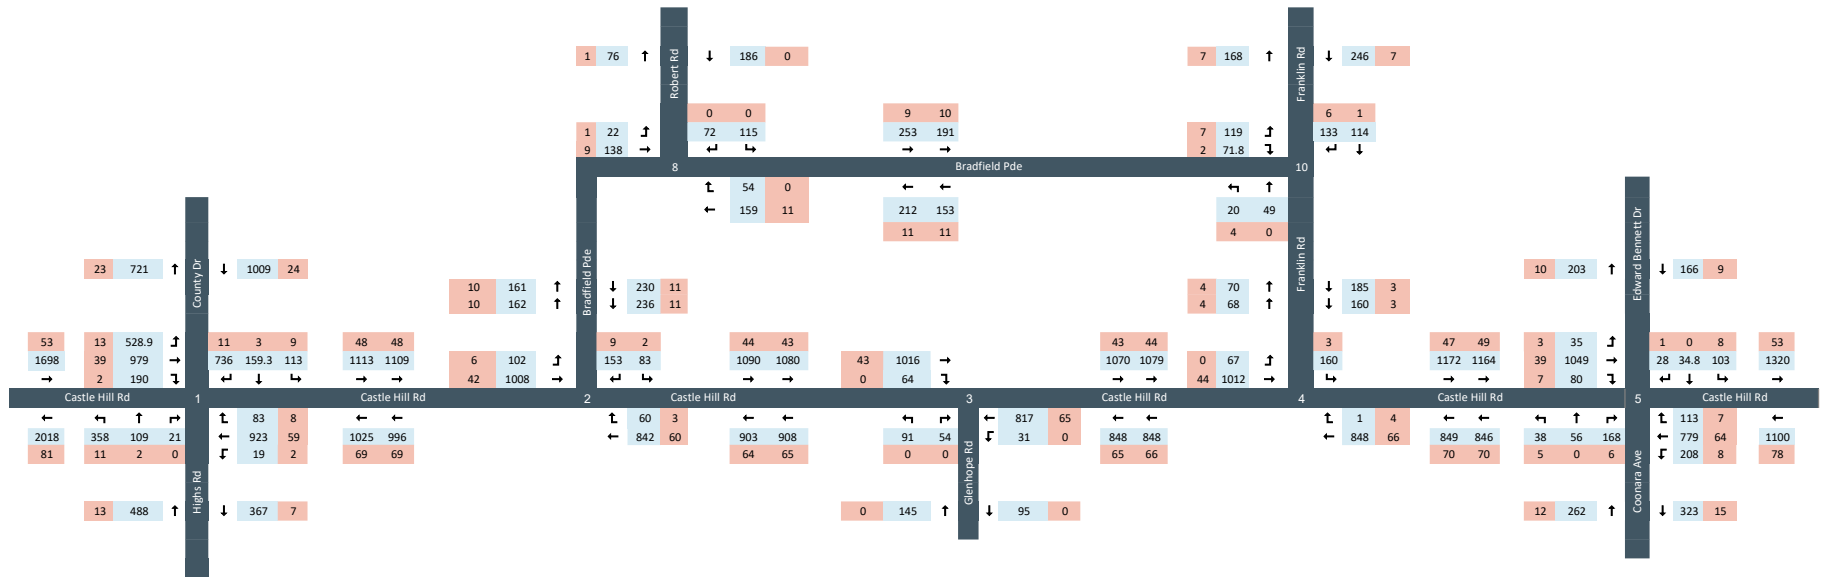 1 76 ↑ ↓ 186 0 7 168 ↑ ↓ 246 7
Robert Rd Franklin Rd
0 0 9 10 6 1
1 22 72 115 253 191 7 119 133 114
9 138 → → → 2 71.8 ↓
8 Bradfield Pde 10
54 0 ← ← ↑
← 159 11 212 153 20 49
11 11 4 0
Bradfield Pde Franklin Rd Edward Bennett Dr
23 721 ↑ ↓ 1009 24 10 203 ↑ ↓ 166 9
County Dr
10 161 ↑ ↓ 230 11 4 70 ↑ ↓ 185 3
10 162 ↑ ↓ 236 11 4 68 ↑ ↓ 160 3
53 13 528.9 11 3 9 48 48 9 2 44 43 43 44 3 47 49 3 35 1 0 8 53
1698 39 979 → 736 159.3 113 1113 1109 6 102 153 83 1090 1080 43 1016 → 1070 1079 0 67 160 1172 1164 39 1049 → 28 34.8 103 1320
→ 2 190 ↓ → → 42 1008 → → → 0 64 → → 44 1012 → → → 7 80 ↓ →
Castle Hill Rd 1 Castle Hill Rd 2 Castle Hill Rd 3 Castle Hill Rd 4 Castle Hill Rd 5 Castle Hill Rd
← ↑ 83 8 ← ← 60 3 ← ← ← 817 65 ← ← 1 4 ← ← ↑ 113 7 ←
2018 358 109 21 ← 923 59 1025 996 ← 842 60 903 908 91 54 31 0 848 848 ← 848 66 849 846 38 56 168 ← 779 64 1100
81 11 2 0 19 2 69 69 64 65 0 0 65 66 70 70 5 0 6 208 8 78
Highs Rd Glenhope Rd Coonara Ave
13 488 ↑ ↓ 367 7 0 145 ↑ ↓ 95 0 12 262 ↑ ↓ 323 15